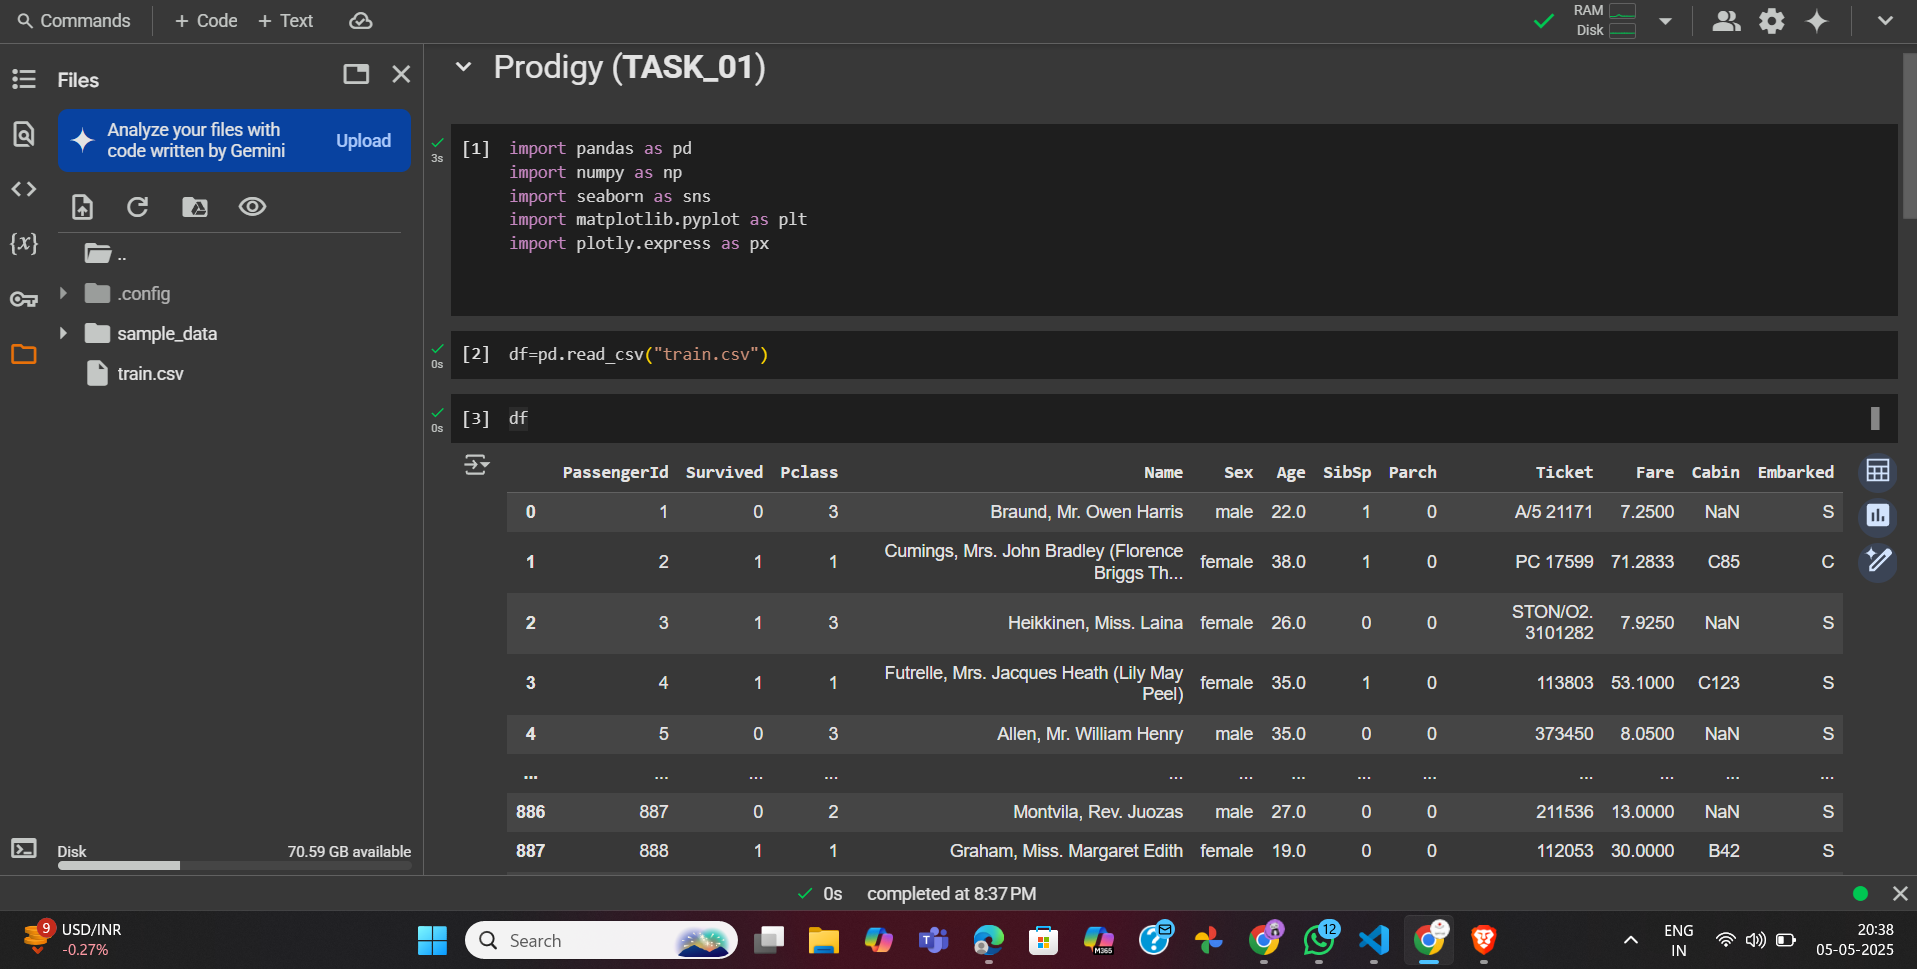 Commands + Code + Text RAM
Disk
Files
Analyze your files with
code written by Gemini
Upload
{x}
..
.config
sample_data
train.csv
Disk 70.59 GB available
Prodigy (TASK_01)
3s
[1] import pandas as pd
import numpy as np
import seaborn as sns
import matplotlib.pyplot as plt
import plotly.express as px
0s
[2] df=pd.read_csv("train.csv")
0s
[3] df
PassengerId Survived Pclass Name Sex Age SibSp Parch Ticket Fare Cabin Embarked
0 1 0 3 Braund, Mr. Owen Harris male 22.0 1 0 A/5 21171 7.2500 NaN S
1 2 1 1 Cumings, Mrs. John Bradley (Florence Briggs Th... female 38.0 1 0 PC 17599 71.2833 C85 C
2 3 1 3 Heikkinen, Miss. Laina female 26.0 0 0 STON/O2. 3101282 7.9250 NaN S
3 4 1 1 Futrelle, Mrs. Jacques Heath (Lily May Peel) female 35.0 1 0 113803 53.1000 C123 S
4 5 0 3 Allen, Mr. William Henry male 35.0 0 0 373450 8.0500 NaN S
... ... ... ... ... ... ... ... ... ... ... ... ...
886 887 0 2 Montvila, Rev. Juozas male 27.0 0 0 211536 13.0000 NaN S
887 888 1 1 Graham, Miss. Margaret Edith female 19.0 0 0 112053 30.0000 B42 S
0s completed at 8:37 PM
9
USD/INR
-0.27%
Search
M365
12
ENG
IN
20:38
05-05-2025